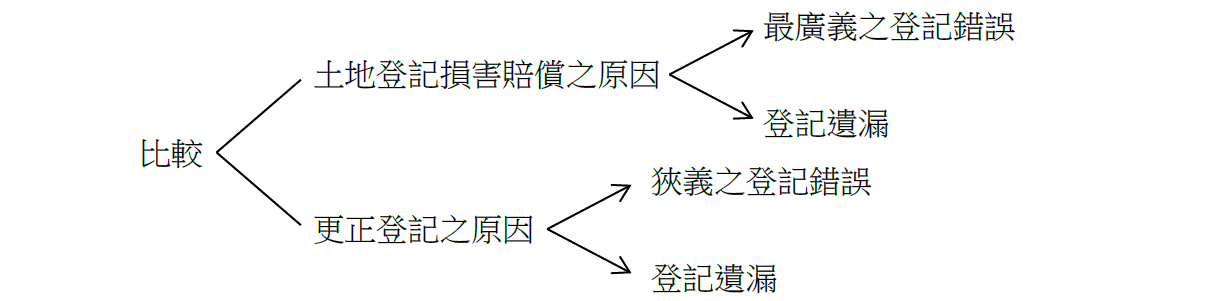 最廣義之登記錯誤
土地登記損害賠償之原因
登記遺漏
比較
狹義之登記錯誤
更正登記之原因
登記遺漏